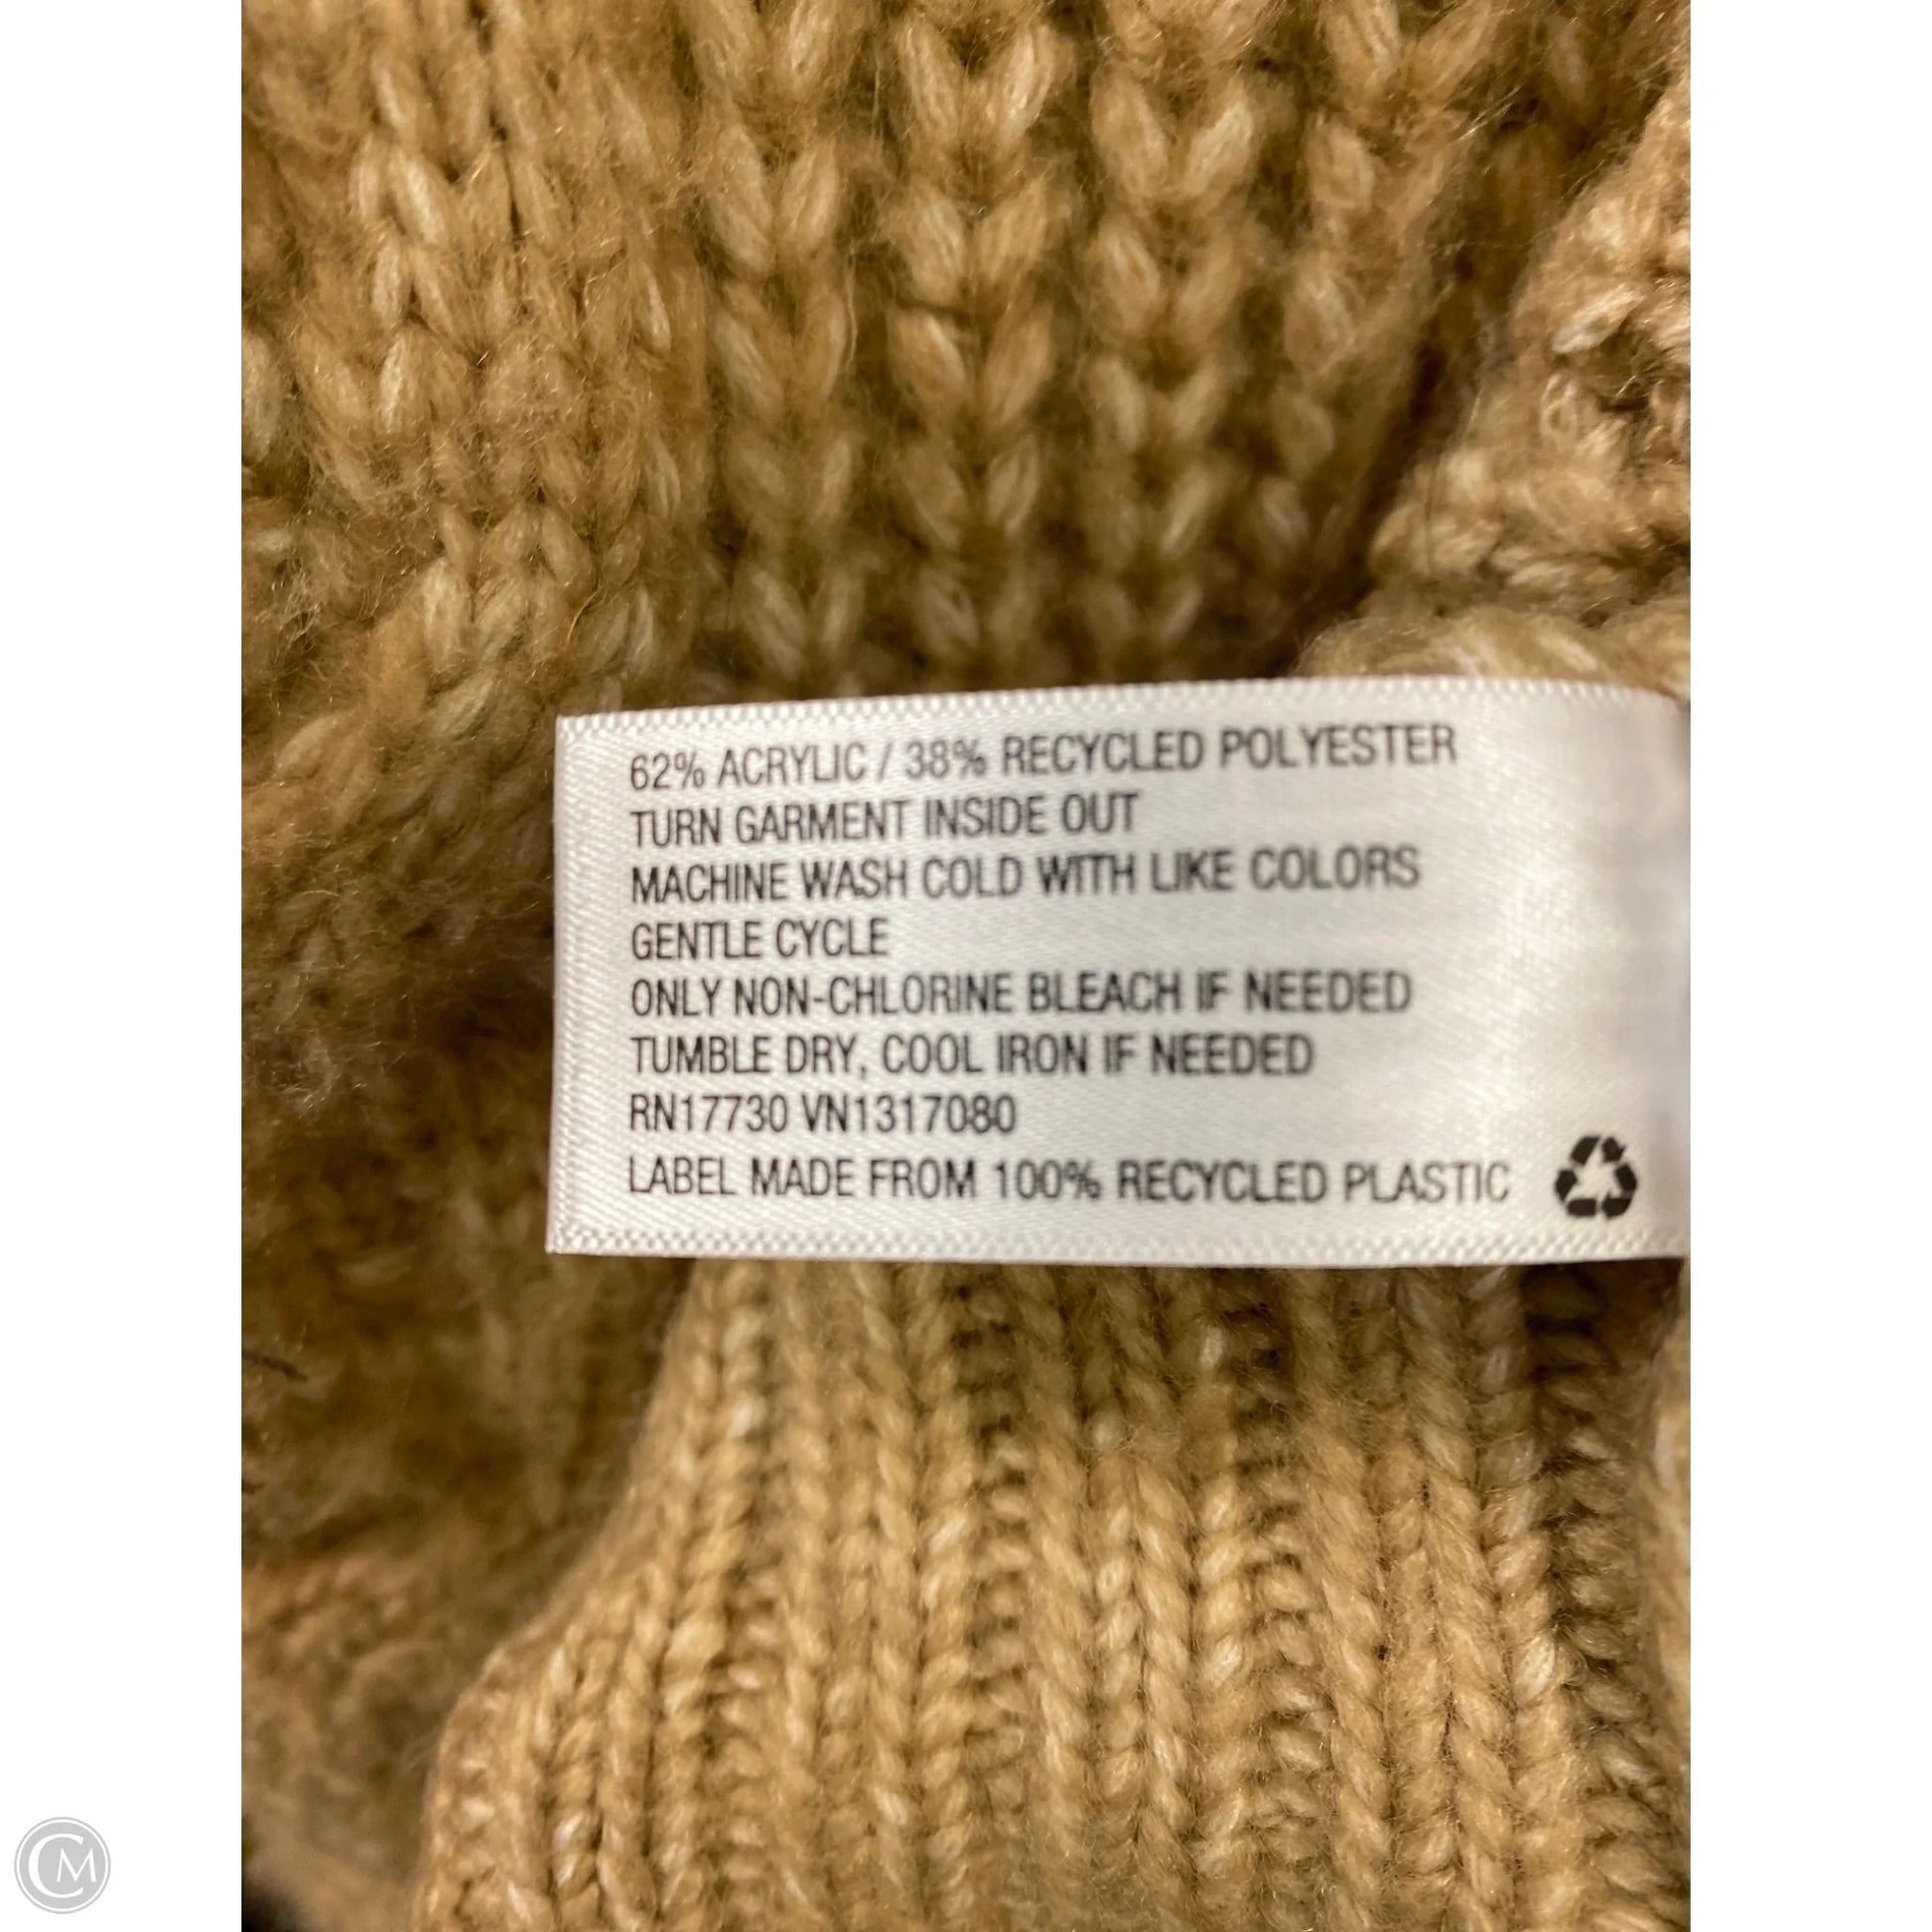 62% ACRYLIC / 38% RECYCLED POLYESTER
TURN GARMENT INSIDE OUT
MACHINE WASH COLD WITH LIKE COLORS
GENTLE CYCLE
ONLY NON-CHLORINE BLEACH IF NEEDED
TUMBLE DRY, COOL IRON IF NEEDED
RN17730 VN1317080
LABEL MADE FROM 100% RECYCLED PLASTIC
CM